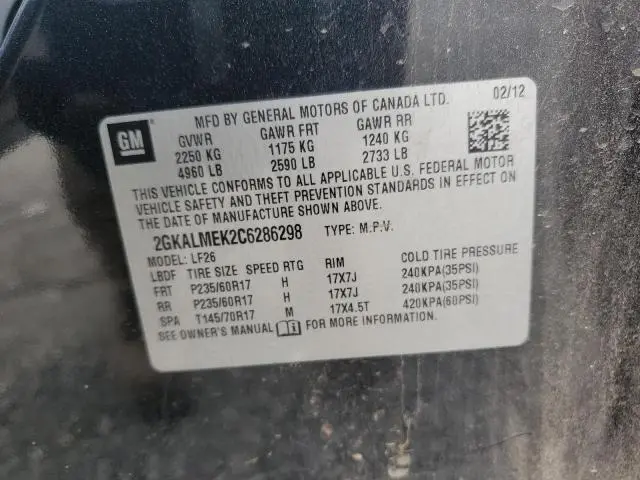 MFD BY GENERAL MOTORS OF CANADA LTD. 02/12
GM
GVWR GAWR FRT GAWR RR
2250 KG 1175 KG 1240 KG
4960 LB 2590 LB 2733 LB
THIS VEHICLE CONFORMS TO ALL APPLICABLE U.S. FEDERAL MOTOR
VEHICLE SAFETY AND THEFT PREVENTION STANDARDS IN EFFECT ON
THE DATE OF MANUFACTURE SHOWN ABOVE.
2GKALMEK2C6286298 TYPE: M.P.V.
MODEL: LF26
LBDF TIRE SIZE SPEED RTG RIM COLD TIRE PRESSURE
FRT P235/60R17 H 17X7J 240KPA(35PSI)
RR P235/60R17 H 17X7J 240KPA(35PSI)
SPA T145/70R17 M 17X4.5T 420KPA(60PSI)
SEE OWNER'S MANUAL FOR MORE INFORMATION.